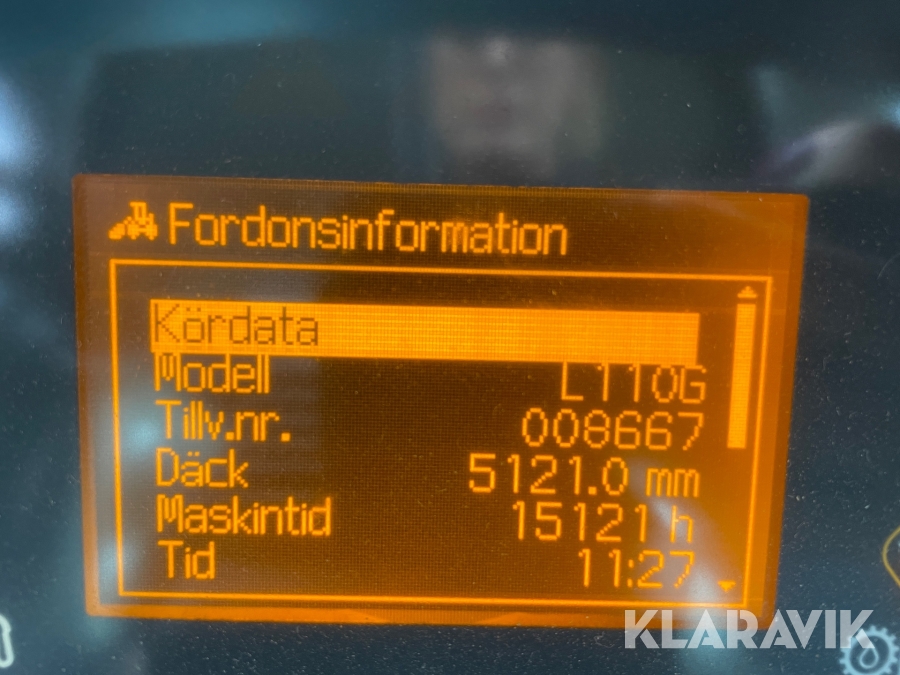 Fordonsinformation
Kördata
Modell L110G
Tillv.nr. 008667
Däck 5121.0 mm
Maskintid 15121 h
Tid 11:27
KLARAVIK